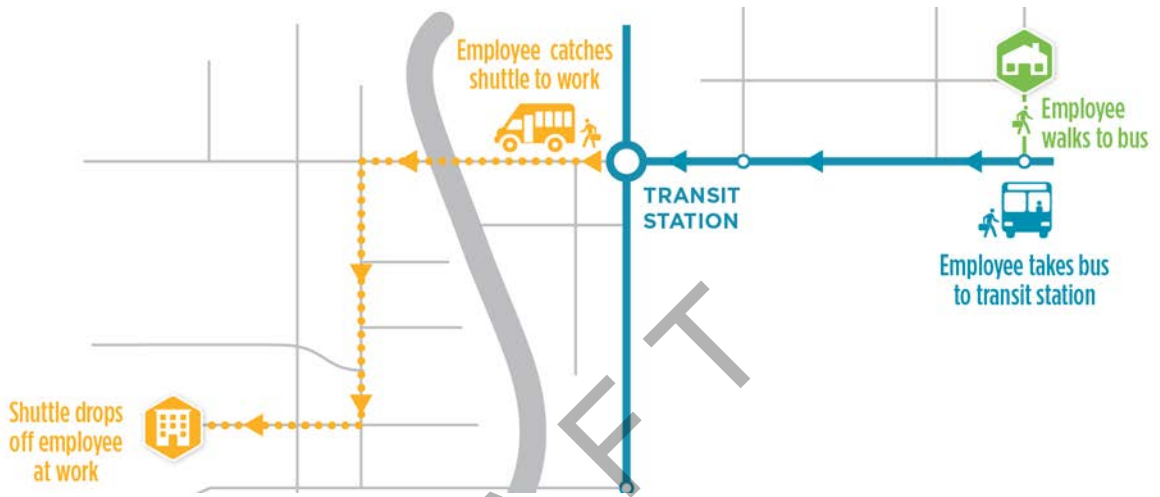 Employee catches
shuttle to work
Employee
walks to bus
TRANSIT
STATION
Employee takes bus
to transit station
Shuttle drops
off employee
at work
FT